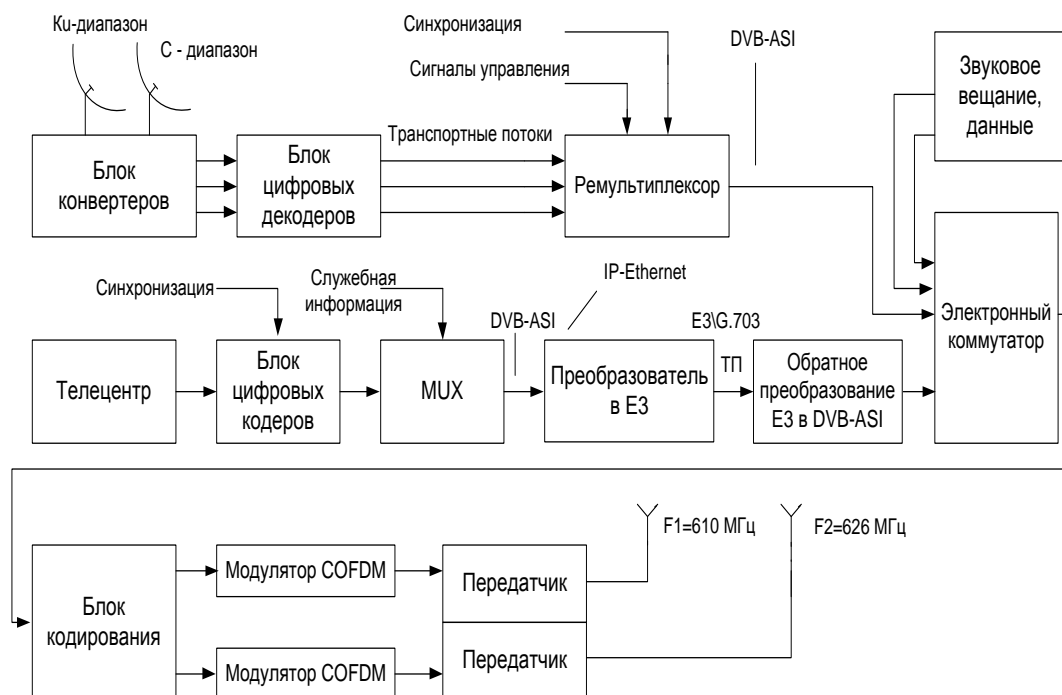 Ku-диапазон
С - диапазон
Синхронизация
DVB-ASI
Сигналы управления
Звуковое
вещание,
данные
Транспортные потоки
Блок
конвертеров
Блок
цифровых
декодеров
Ремультиплексор
Синхронизация
Служебная
информация
IP-Ethernet
DVB-ASI
E3\G.703
Электронный
коммутатор
Телецентр
Блок
цифровых
кодеров
MUX
Преобразователь
в Е3
ТП
Обратное
преобразование
Е3 в DVB-ASI
F1=610 МГц
F2=626 МГц
Блок
кодирования
Модулятор COFDM
Передатчик
Модулятор COFDM
Передатчик